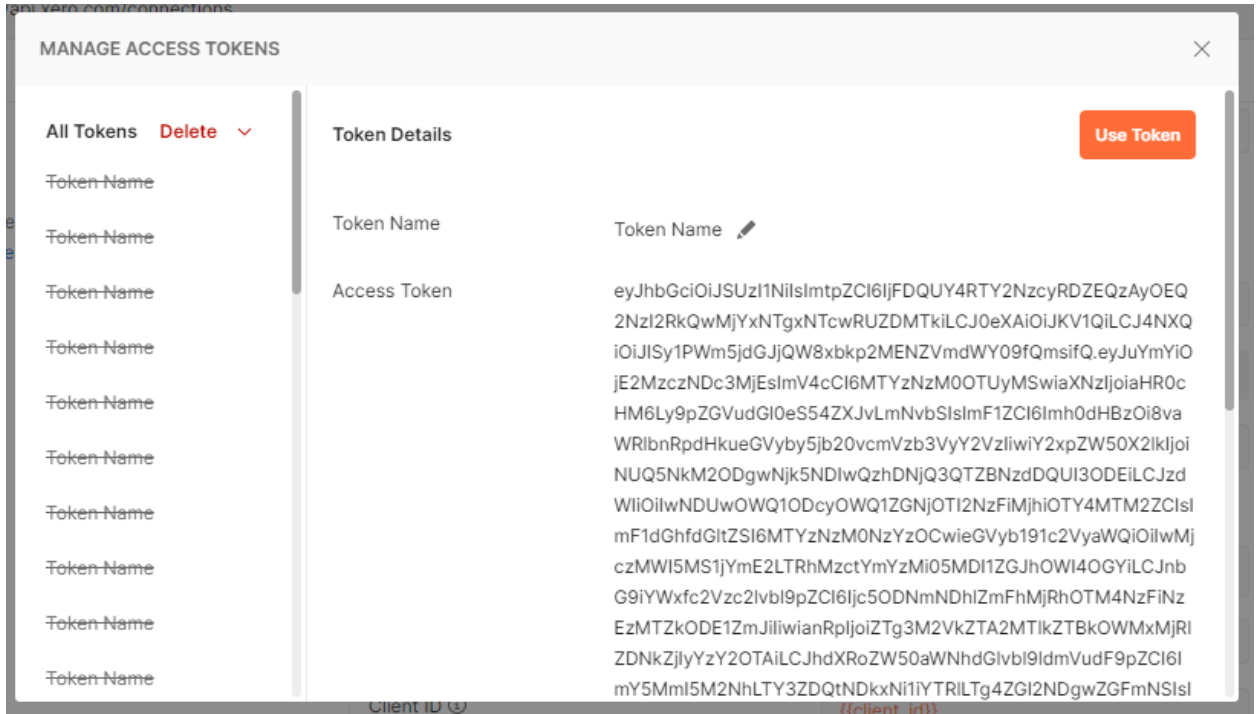 api.xero.com/connections
MANAGE ACCESS TOKENS
All Tokens Delete
Token Name
Token Name
Token Name
Token Name
Token Name
Token Name
Token Name
Token Name
Token Name
Token Name
Token Details
Use Token
Token Name
Token Name
Access Token
eyJhbGciOiJSUzI1NiIsImtpZCI6IjFDQUY4RTY2NzcyRDZEQzAyOEQ
2NzI2RkQwMjYxNTgxNTcwRUZDMTkiLCJ0eXAiOiJKV1QiLCJ4NXQ
iOiJISy1PWm5jdGJjQW8xbkp2MENZVmdWY09fQmsifQ.eyJuYmYiO
jE2MzczNDc3MjEsImV4cCI6MTYzNzM0OTUyMSwiaXNzIjoiaHR0c
HM6Ly9pZGVudGl0eS54ZXJvLmNvbSIsImF1ZCI6Imh0dHBzOi8va
WRlbnRpdHkueGVyby5jb20vcmVzb3VyY2VzIiwiY2xpZW50X2lkIjoi
NUQ5NkM2ODgwNjk5NDIwQzhDNjQ3QTZBNzdDQUI3ODEiLCJzd
WIiOiIwNDUwOWQ1ODcyOWQ1ZGNjOTI2NzFiMjhiOTY4MTM2ZCIsI
mF1dGhfdGltZSI6MTYzNzM0NzYzOCwieGVyb191c2VyaWQiOiIwMj
czMWI5MS1jYmE2LTRhMzctYmYzMi05MDI1ZGJhOWI4OGYiLCJnb
G9iYWxfc2Vzc2lvbl9pZCI6Ijc5ODNmNDhlZmFhMjRhOTM4NzFiNz
EzMTZkODE1ZmJiIiwianRpIjoiZTg3M2VkZTA2MTlkZTBkOWMxMjRl
ZDNkZjIyYzY2OTAiLCJhdXRoZW50aWNhdGlvbl9ldmVudF9pZCI6I
mY5MmI5M2NhLTY3ZDQtNDkxNi1iYTRlLTg4ZGI2NDgwZGFmNSIsI
Client ID
{{client_id}}